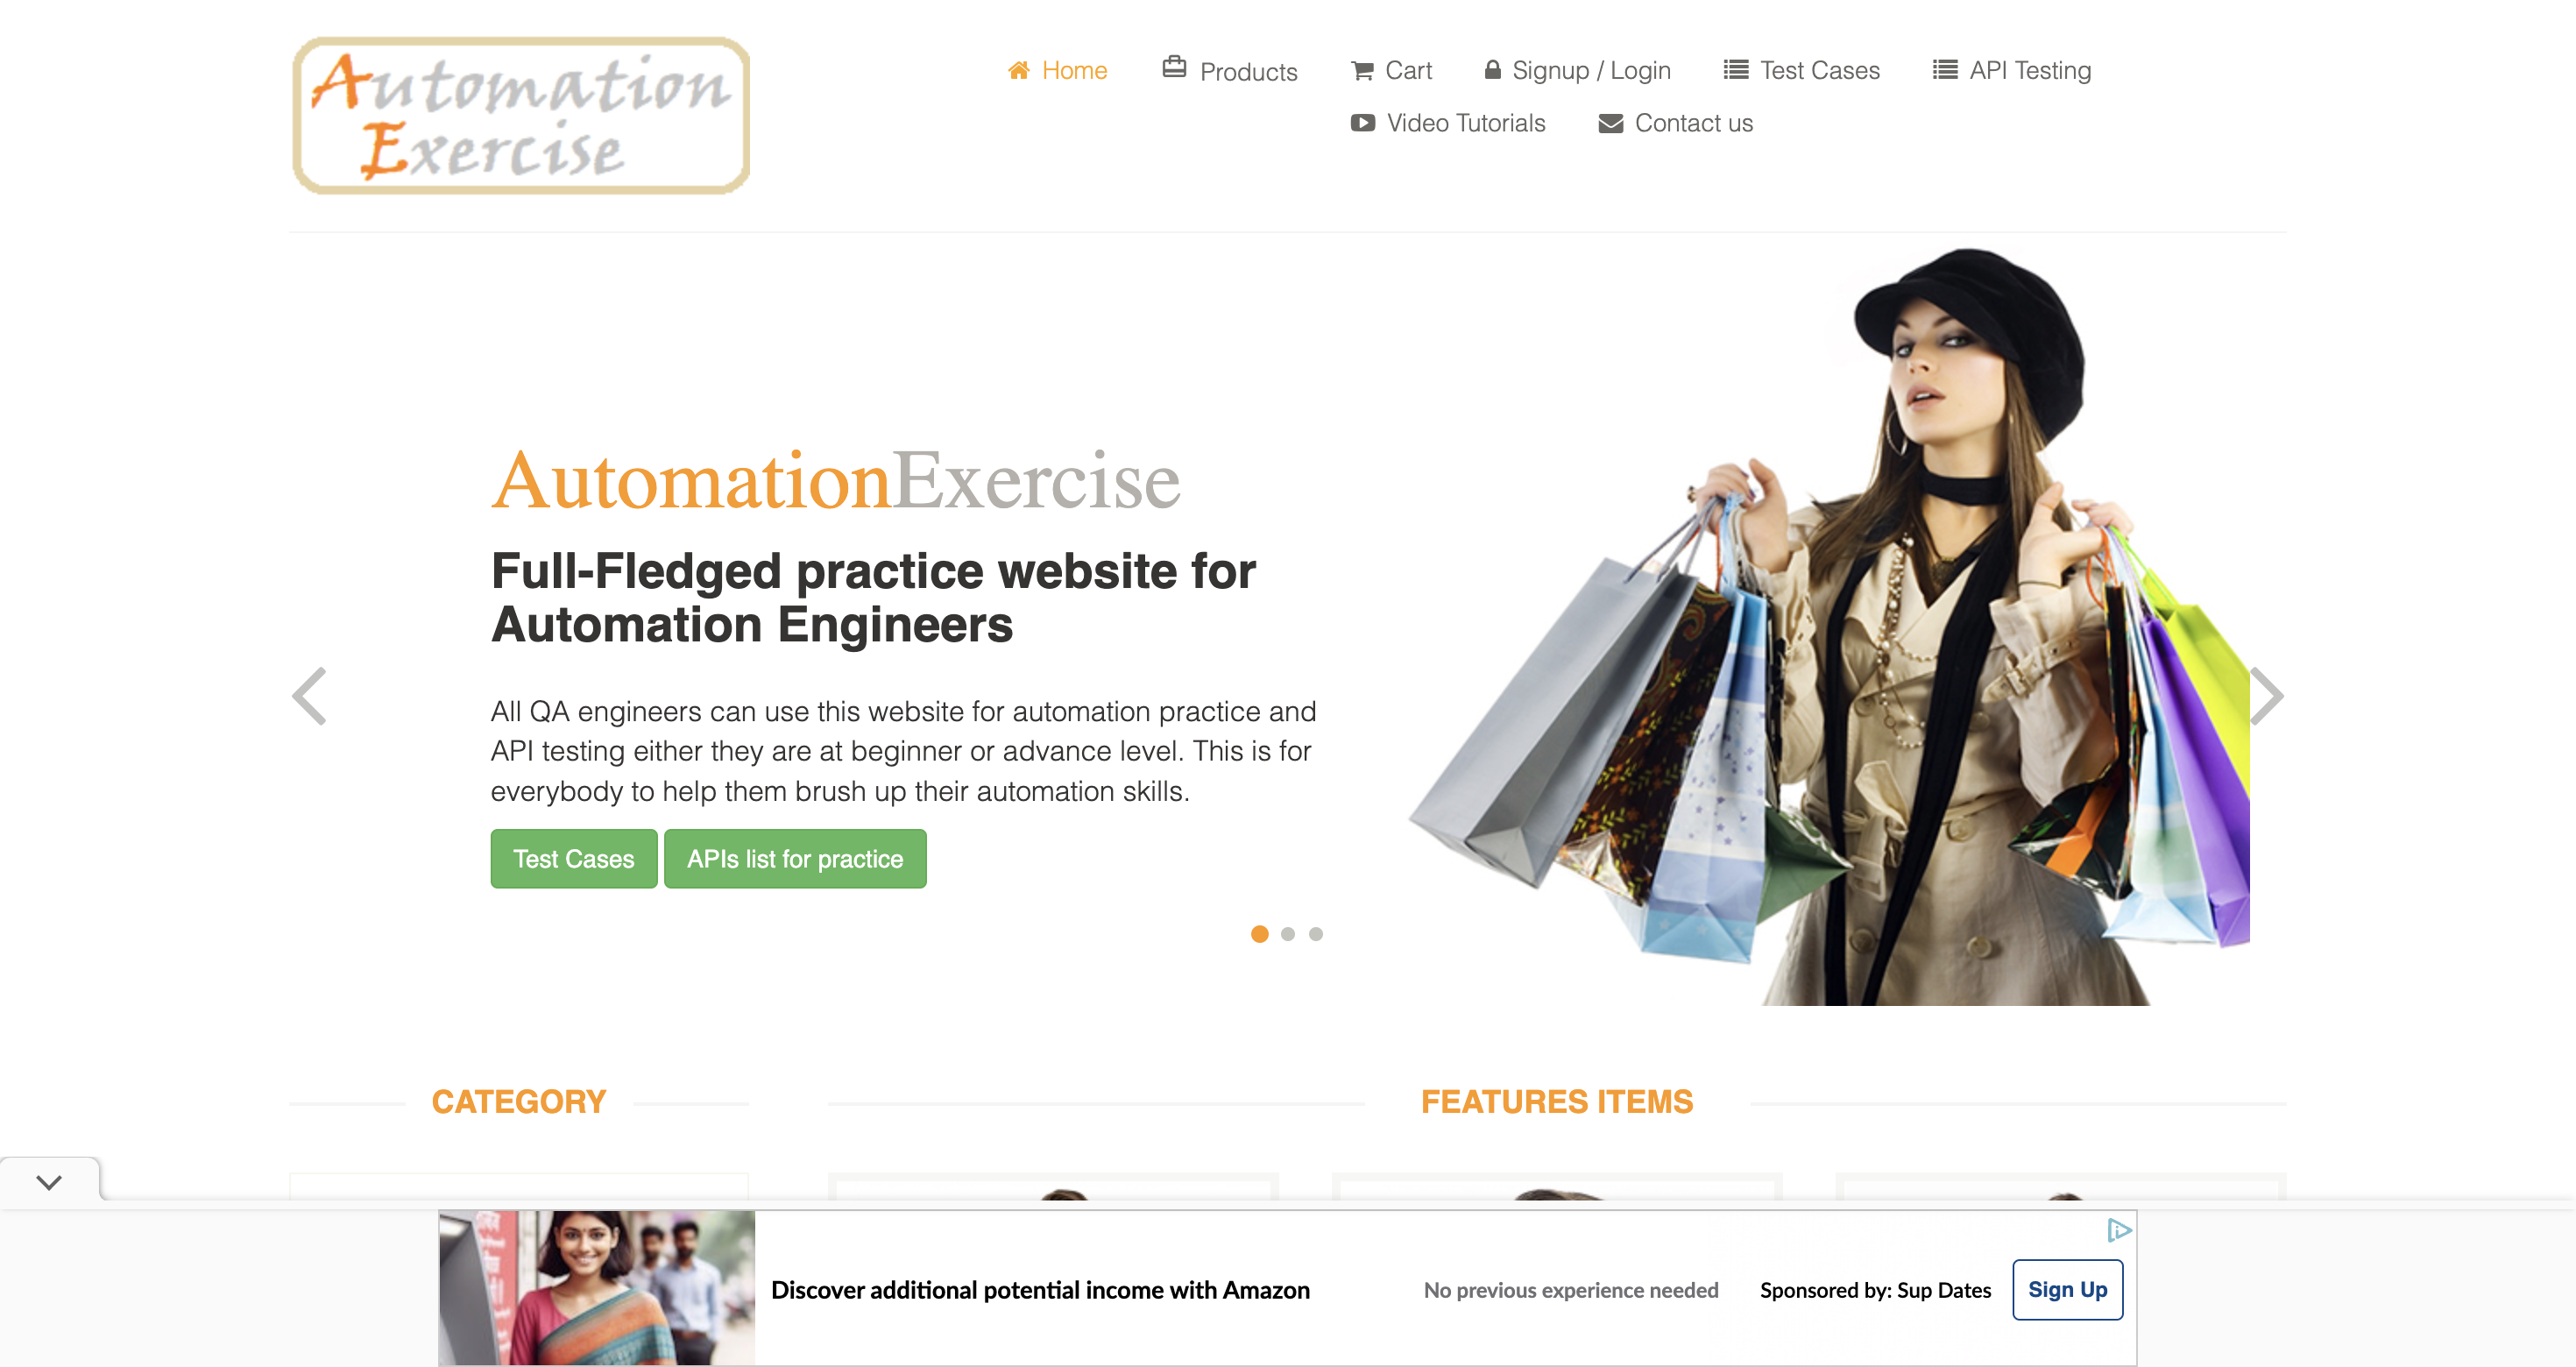 Automation
Exercise
Home Products Cart Signup / Login Test Cases API Testing
Video Tutorials Contact us
AutomationExercise
Full-Fledged practice website for
Automation Engineers
All QA engineers can use this website for automation practice and
API testing either they are at beginner or advance level. This is for
everybody to help them brush up their automation skills.
Test Cases APIs list for practice
CATEGORY FEATURES ITEMS
Discover additional potential income with Amazon No previous experience needed Sponsored by: Sup Dates Sign Up